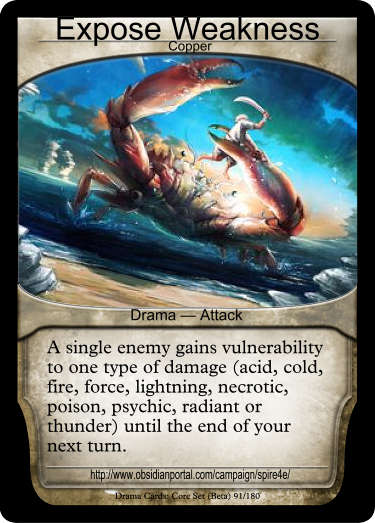 Expose Weakness
Copper
Drama — Attack
A single enemy gains vulnerability
to one type of damage (acid, cold,
fire, force, lightning, necrotic,
poison, psychic, radiant or
thunder) until the end of your
next turn.
http://www.obsidianportal.com/campaign/spire4e/
Drama Cards: Core Set (Beta) 91/180